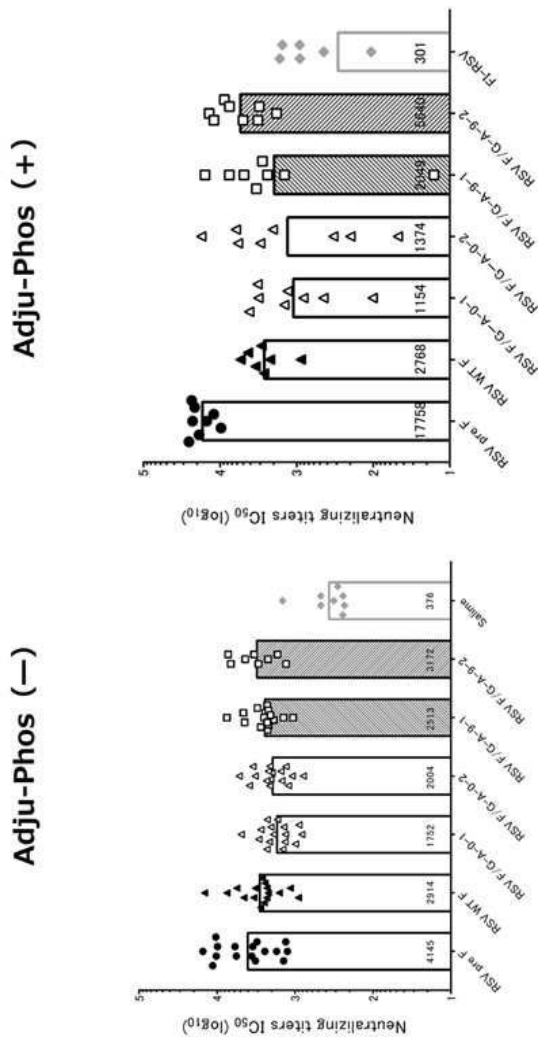 Adju-Phos (−)
Neutralizing titers IC50 (log10)
5
4
3
2
1
4145
2914
1752
2004
2513
3172
376
RSV pre F
RSV WT F
RSV F/G-A-0-1
RSV F/G-A-0-2
RSV F/G-A-9-1
RSV F/G-A-9-2
Salime
Adju-Phos (+)
Neutralizing titers IC50 (log10)
5
4
3
2
1
17758
2768
1154
1374
2049
5640
301
RSV pre F
RSV WT F
RSV F/G-A-0-1
RSV F/G-A-0-2
RSV F/G-A-9-1
RSV F/G-A-9-2
FI-RSV